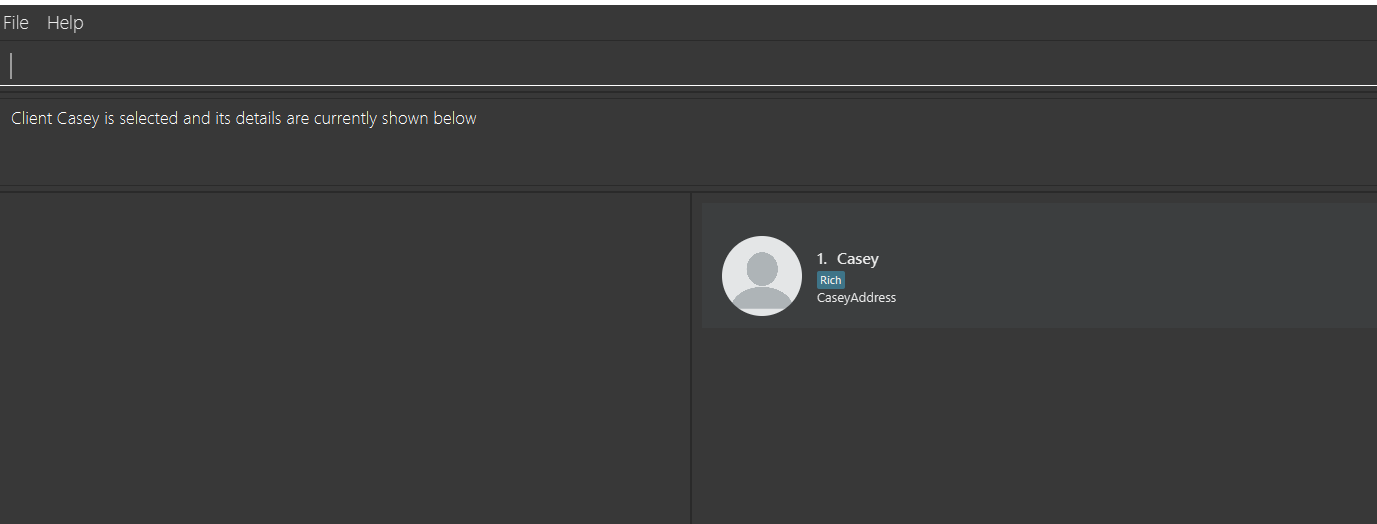 File Help
Client Casey is selected and its details are currently shown below
1. Casey
Rich
CaseyAddress